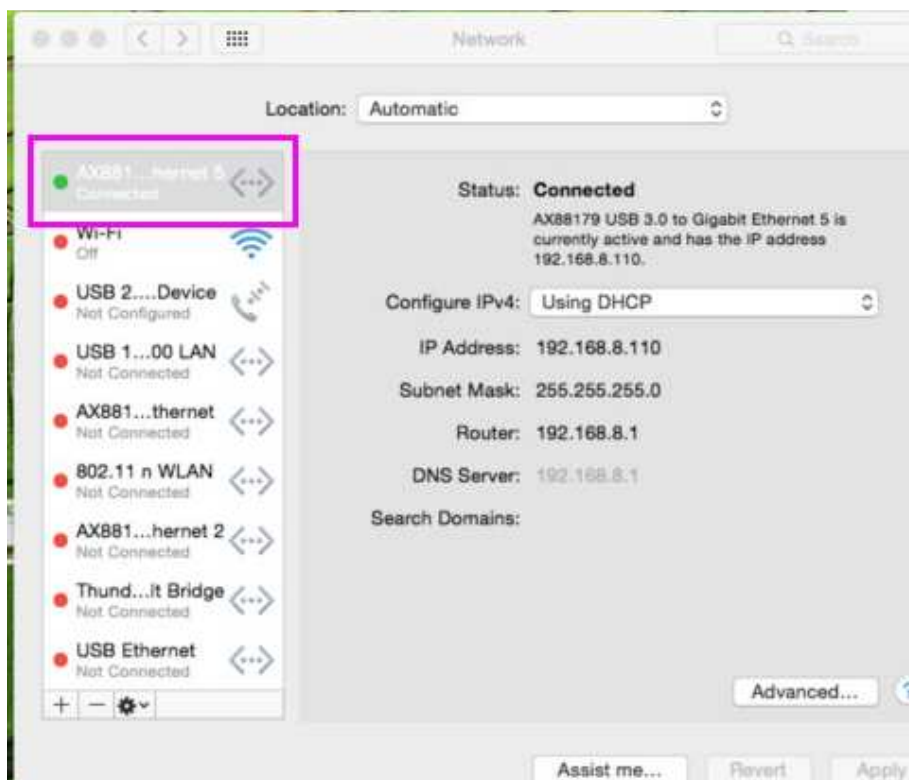 Network
Search
Location: Automatic
AX881...hernet 5
Connected
Wi-Fi
Off
USB 2....Device
Not Configured
USB 1...00 LAN
Not Connected
AX881...thernet
Not Connected
802.11 n WLAN
Not Connected
AX881...hernet 2
Not Connected
Thund...lt Bridge
Not Connected
USB Ethernet
Not Connected
Status: Connected
AX88179 USB 3.0 to Gigabit Ethernet 5 is
currently active and has the IP address
192.168.8.110.
Configure IPv4: Using DHCP
IP Address: 192.168.8.110
Subnet Mask: 255.255.255.0
Router: 192.168.8.1
DNS Server: 192.168.8.1
Search Domains:
Advanced...
?
Assist me...
Revert
Apply